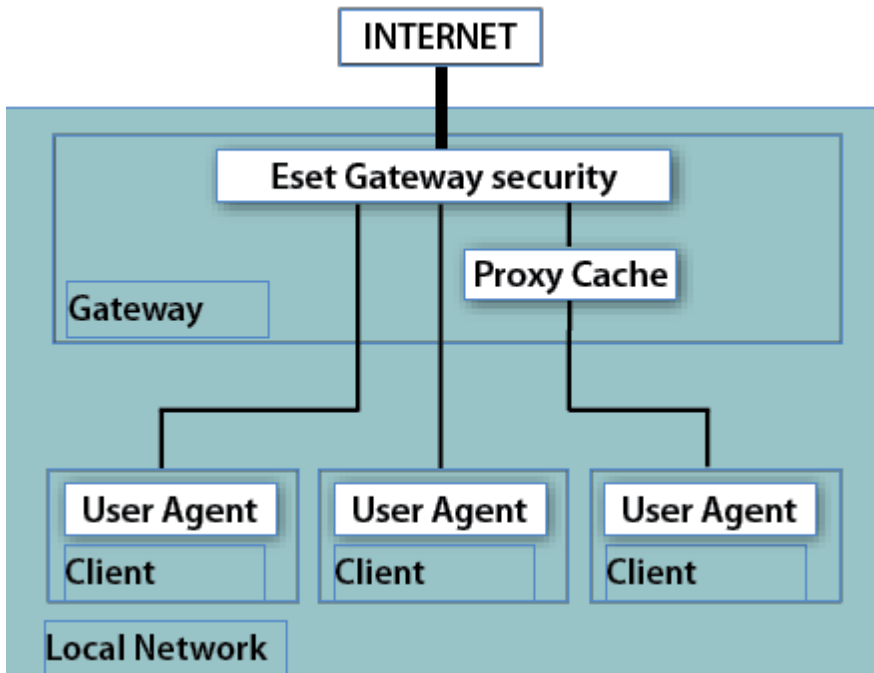 INTERNET
Eset Gateway security
Proxy Cache
Gateway
User Agent
User Agent
User Agent
Client
Client
Client
Local Network